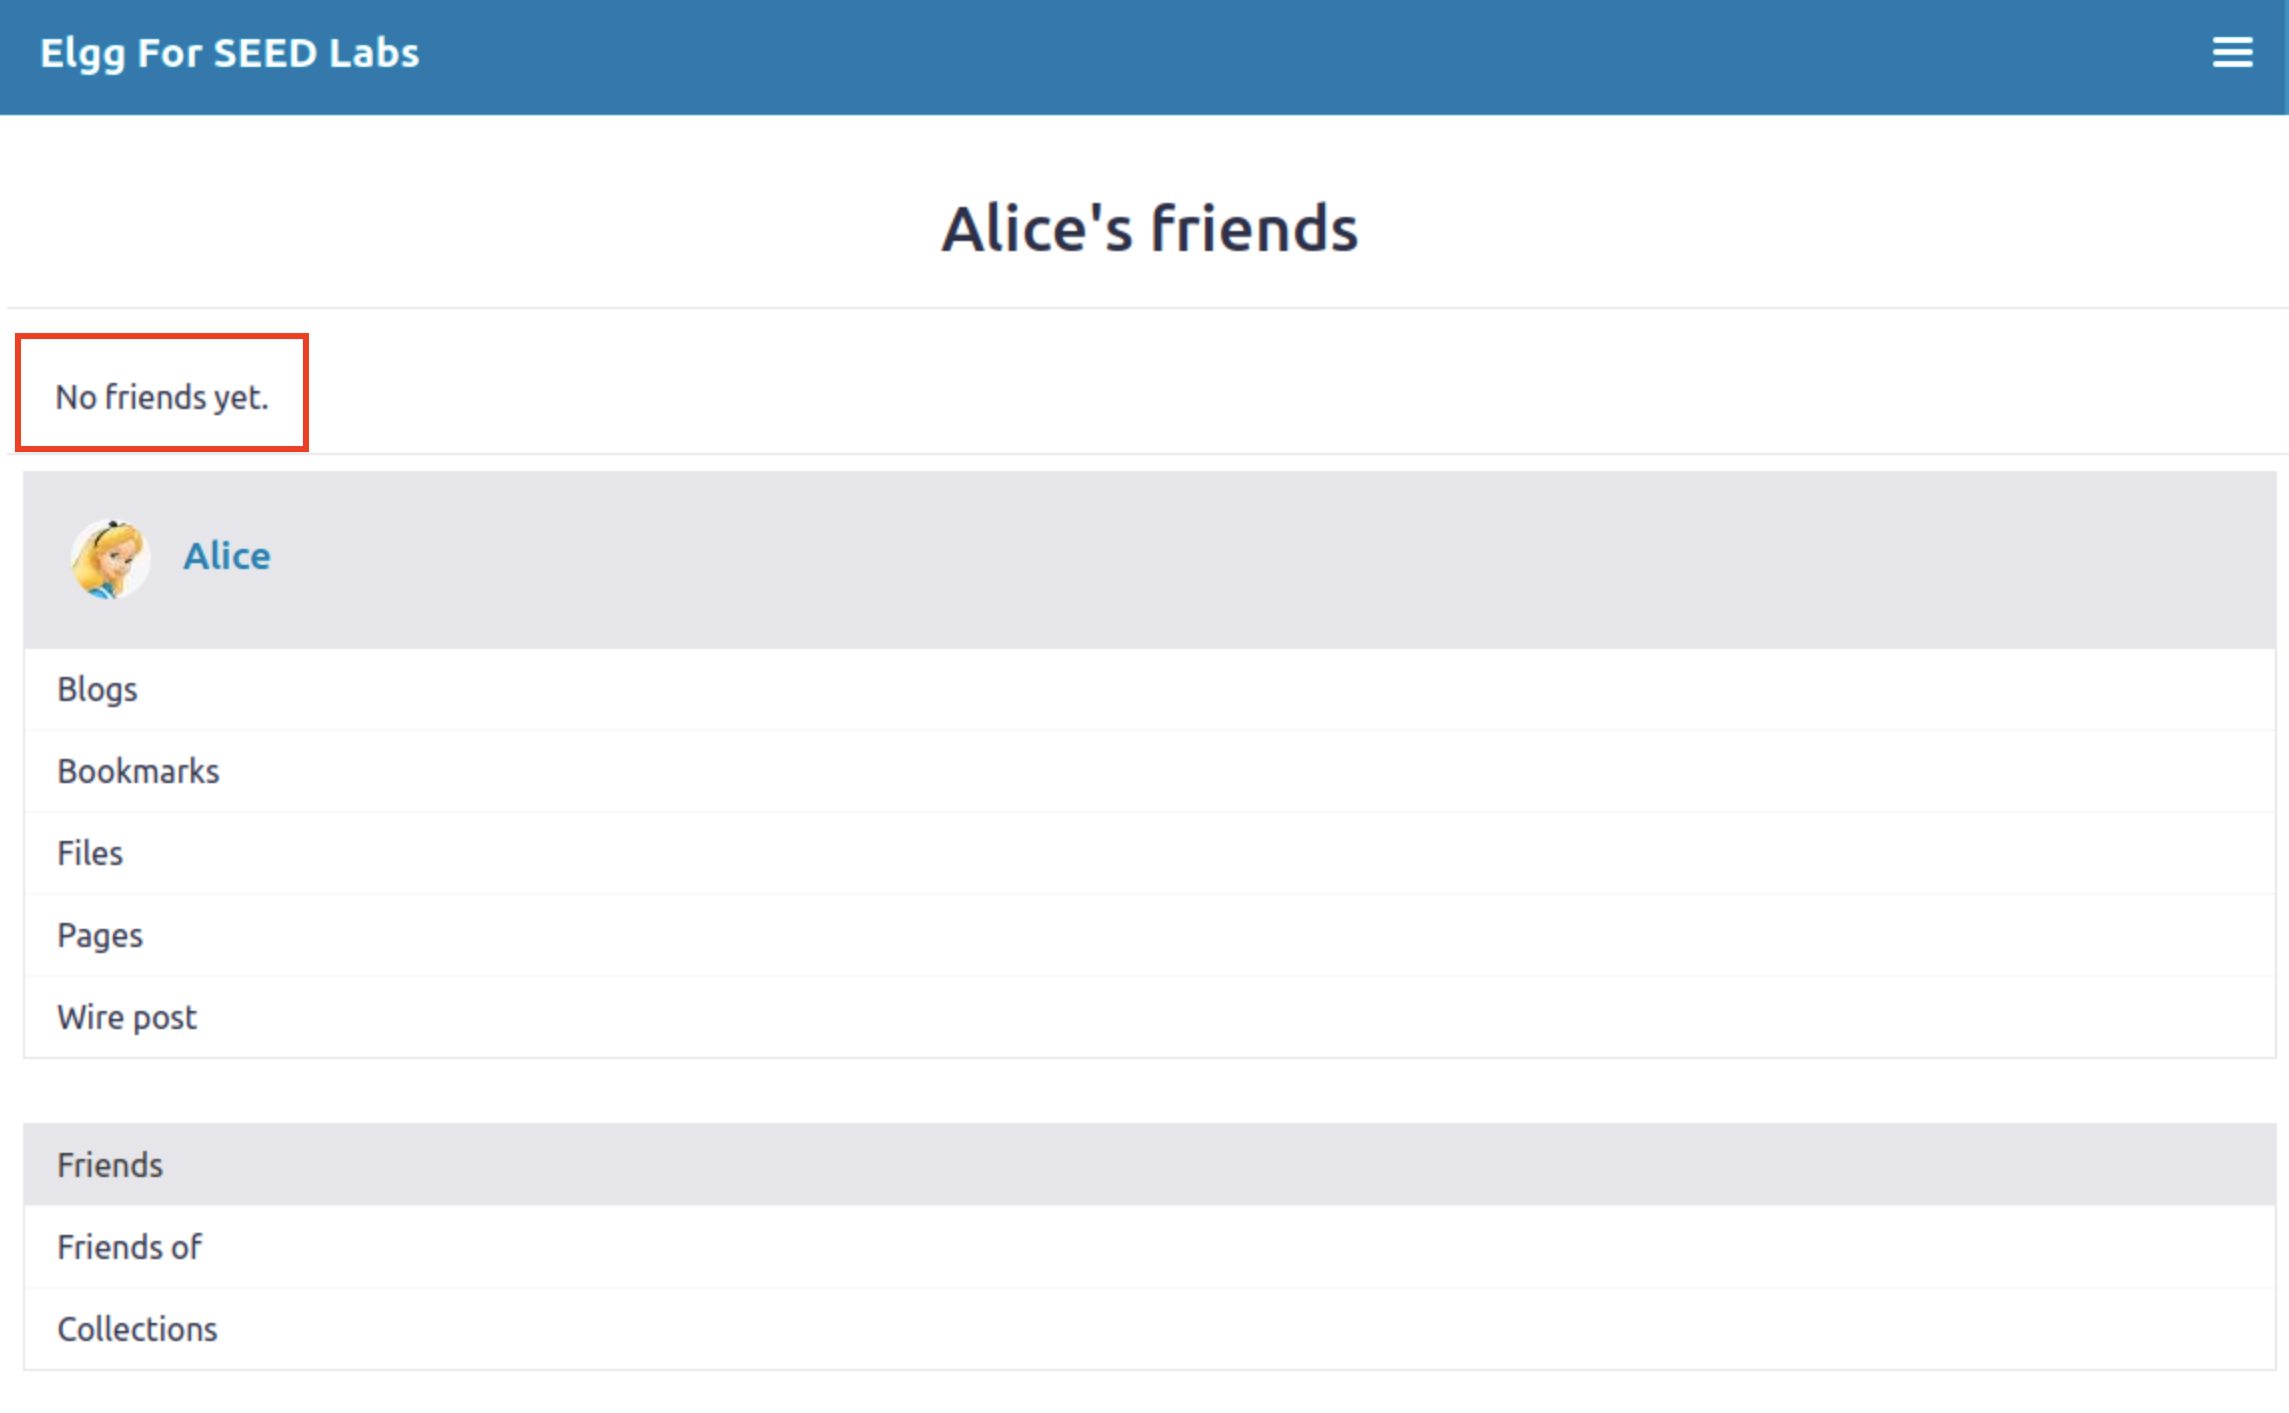 Elgg For SEED Labs
Alice's friends
No friends yet.
Alice
Blogs
Bookmarks
Files
Pages
Wire post
Friends
Friends of
Collections